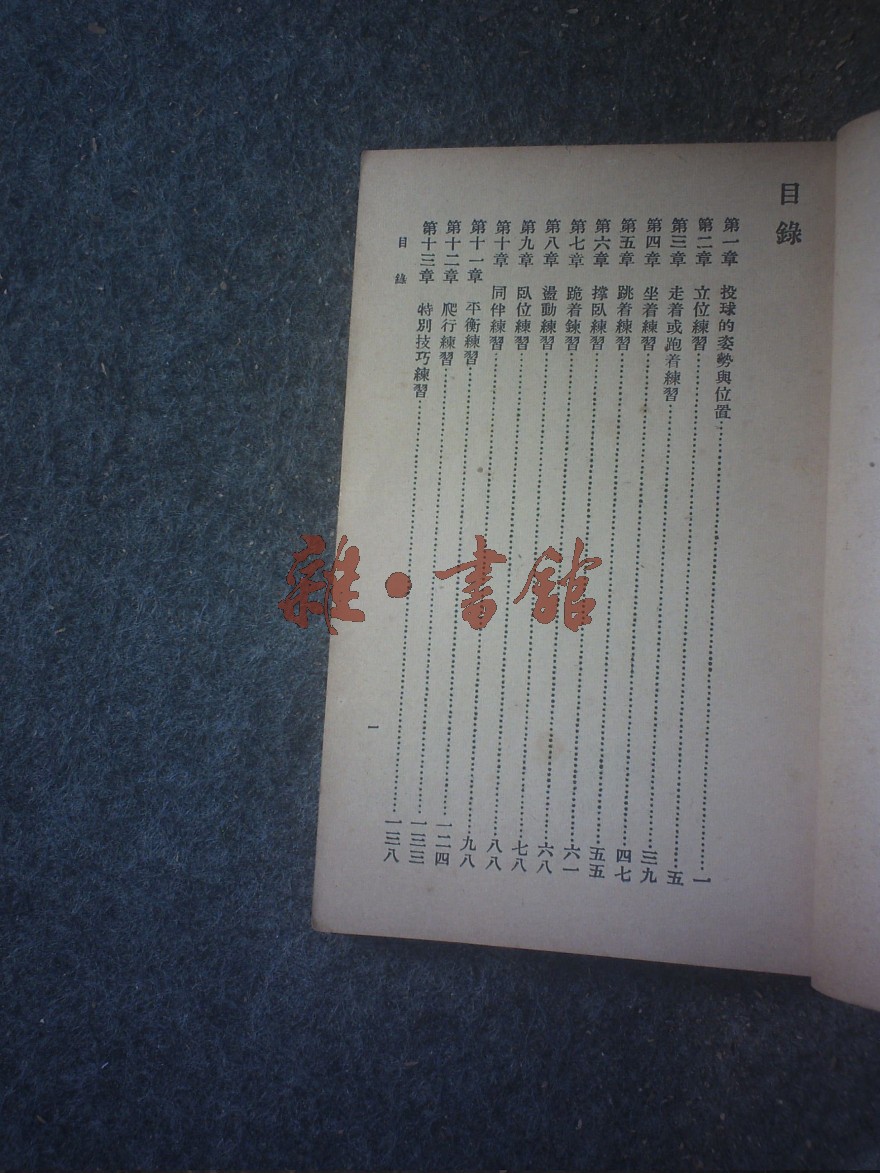 目錄
第一章 投球的姿勢與位置……一
第二章 立位練習……五
第三章 走着或跑着練習……三九
第四章 坐着練習……四七
第五章 跳着練習……五五
第六章 撑臥練習……六一
第七章 跪着鍊習……六八
第八章 盪動練習……七八
第九章 臥位練習……八八
第十章 同伴練習……九八
第十一章 平衡練習……一二四
第十二章 爬行練習……一三三
第十三章 特別技巧練習……一三八
目錄
一
雜·書館